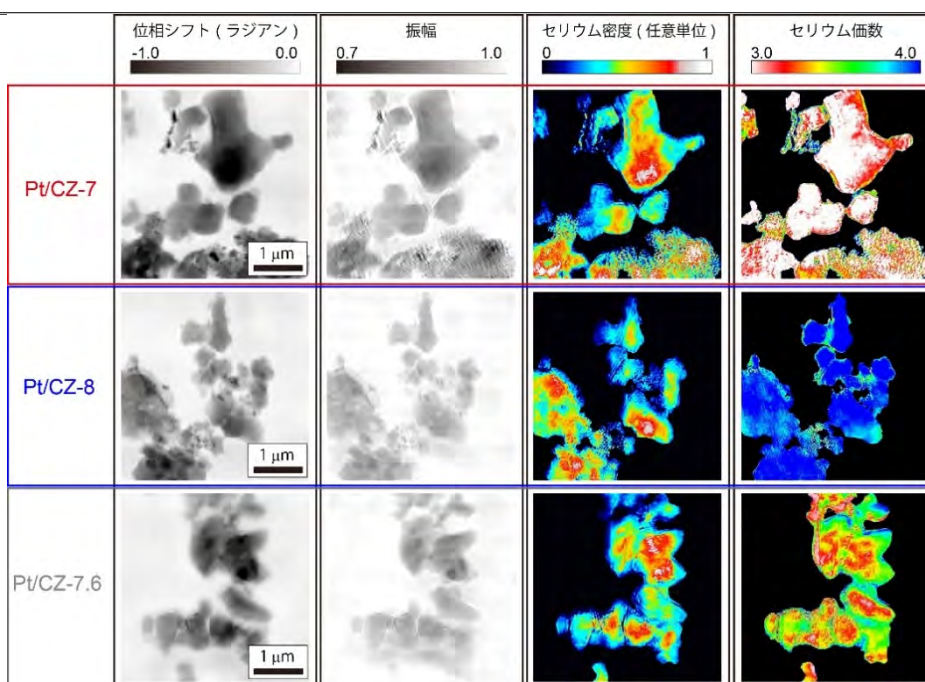 位相シフト ( ラジアン )
-1.0 0.0
振幅
0.7 1.0
セリウム密度 ( 任意単位 )
0 1
セリウム価数
3.0 4.0
Pt/CZ-7
1 μm
Pt/CZ-8
1 μm
Pt/CZ-7.6
1 μm